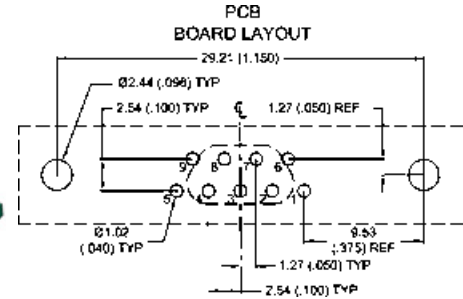 PCB
BOARD LAYOUT
29.21 (1.150)
Ø2.44 (.096) TYP
2.54 (.100) TYP
1.27 (.050) REF
9
8
7
6
5
4
3
2
1
Ø1.02
(.040) TYP
9.53
(.375) REF
1.27 (.050) TYP
2.54 (.100) TYP